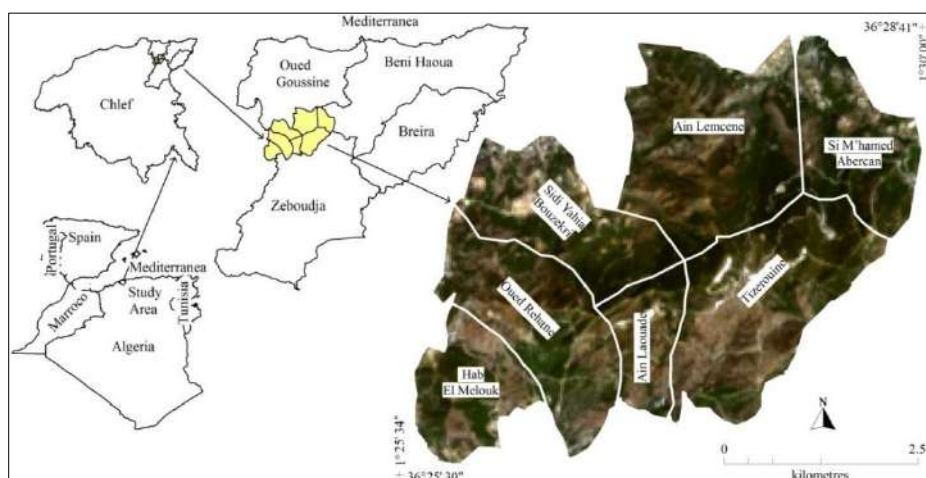 Mediterranea
Oued
Goussine
Beni Haoua
Chlef
Breira
Zeboudja
Portugal
Spain
Mediterranea
Study
Area
Tunisia
Marroco
Algeria
36°28'41"
Ain Lemcene
Si M'hamed
Abercan
Sidi Yahia
Bouzekri
Tizerouine
Oued Rehane
Ain Laouade
Hab
El Melouk
1°25'34"
36°25'30"
N
0 2.5
kilometres